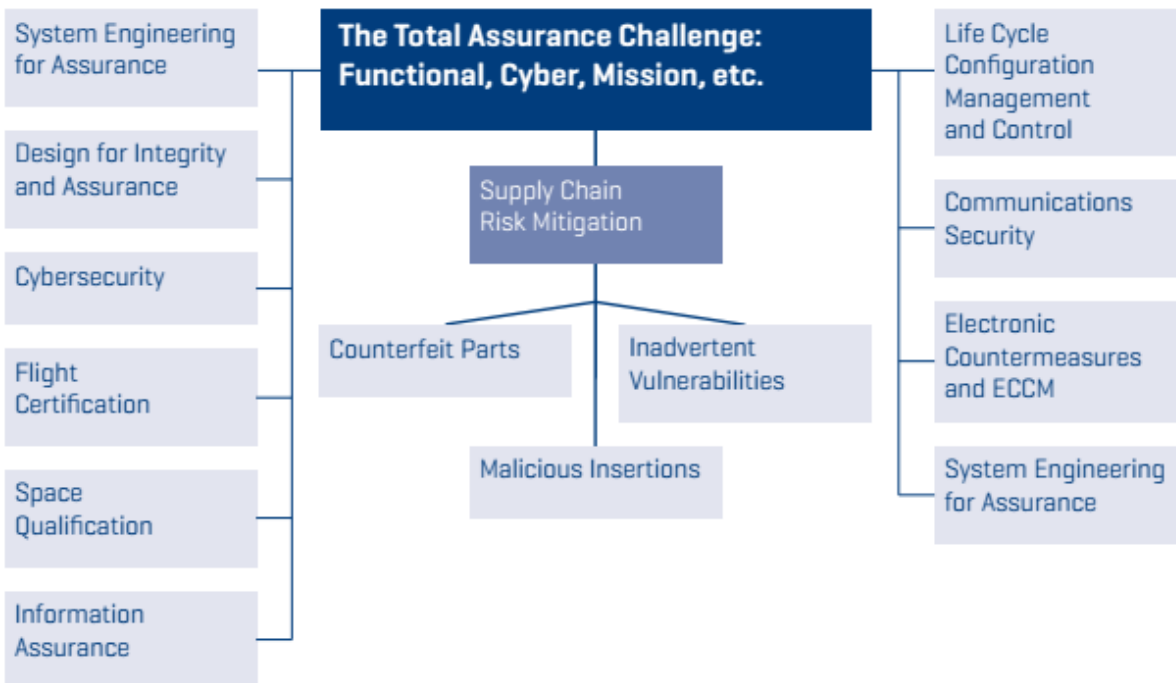 System Engineering
for Assurance
Design for Integrity
and Assurance
Cybersecurity
Flight
Certification
Space
Qualification
Information
Assurance
The Total Assurance Challenge:
Functional, Cyber, Mission, etc.
Supply Chain
Risk Mitigation
Counterfeit Parts
Inadvertent
Vulnerabilities
Malicious Insertions
Life Cycle
Configuration
Management
and Control
Communications
Security
Electronic
Countermeasures
and ECCM
System Engineering
for Assurance